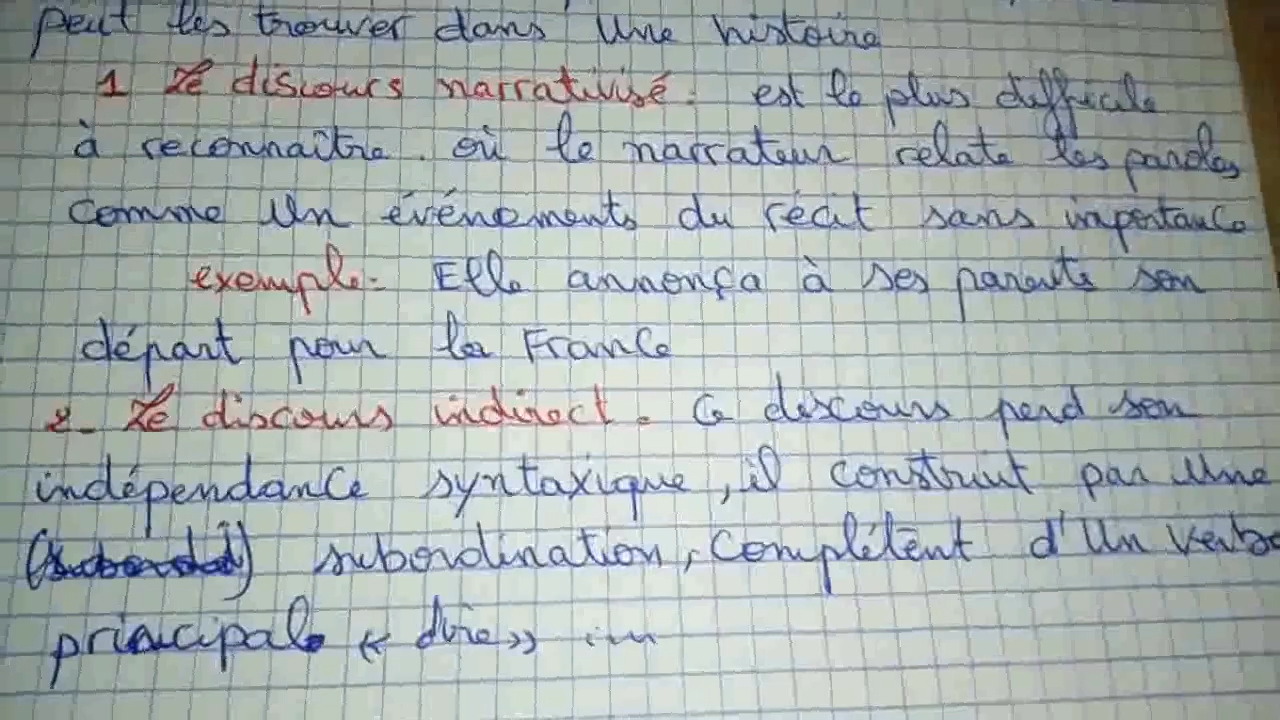 peut les trouver dans une histoire
1 Le discours narrativisé : est le plus difficile
à reconnaître. où le narrateur relate les paroles
comme un événements du récit sans importance
exemple : Elle annonça à ses parents son
départ pour la France
2 - Le discours indirect - Ce discours perd son
indépendance syntaxique, il construit par une
subordination, complétent d'un verbe
principale « dire »